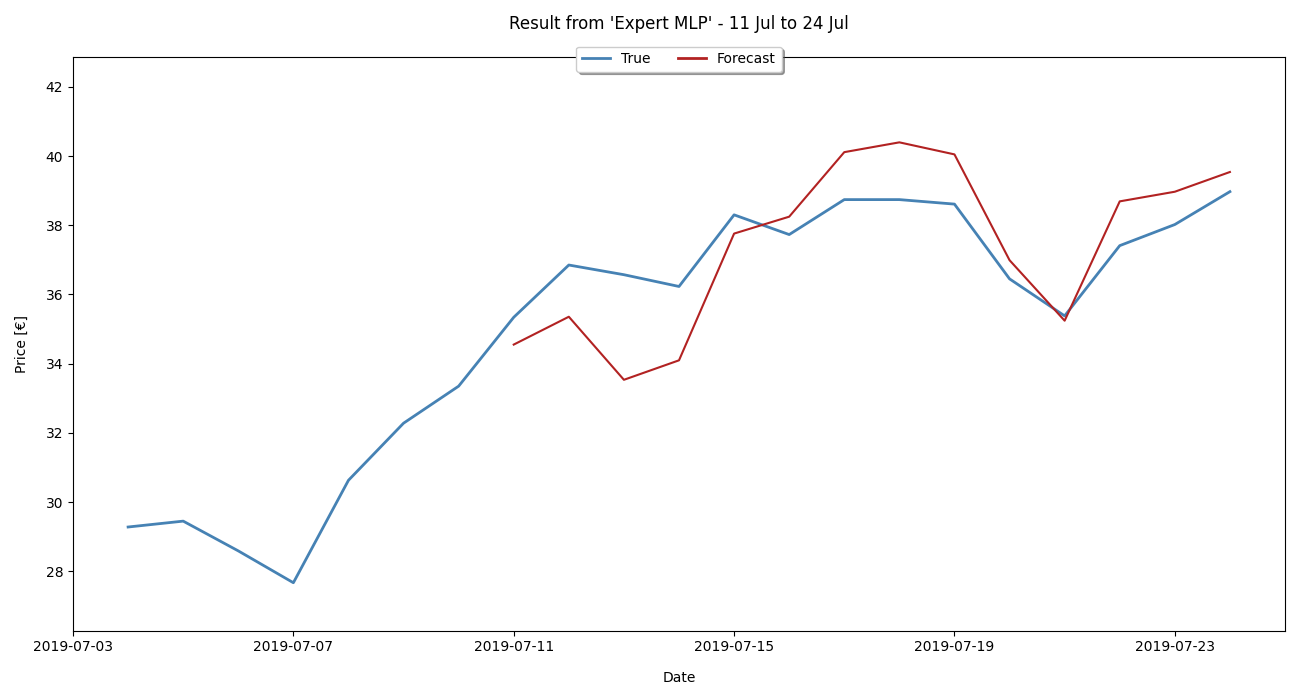 Result from 'Expert MLP' - 11 Jul to 24 Jul
True Forecast
42
40
38
36
34
32
30
28
Price [€]
2019-07-03 2019-07-07 2019-07-11 2019-07-15 2019-07-19 2019-07-23
Date